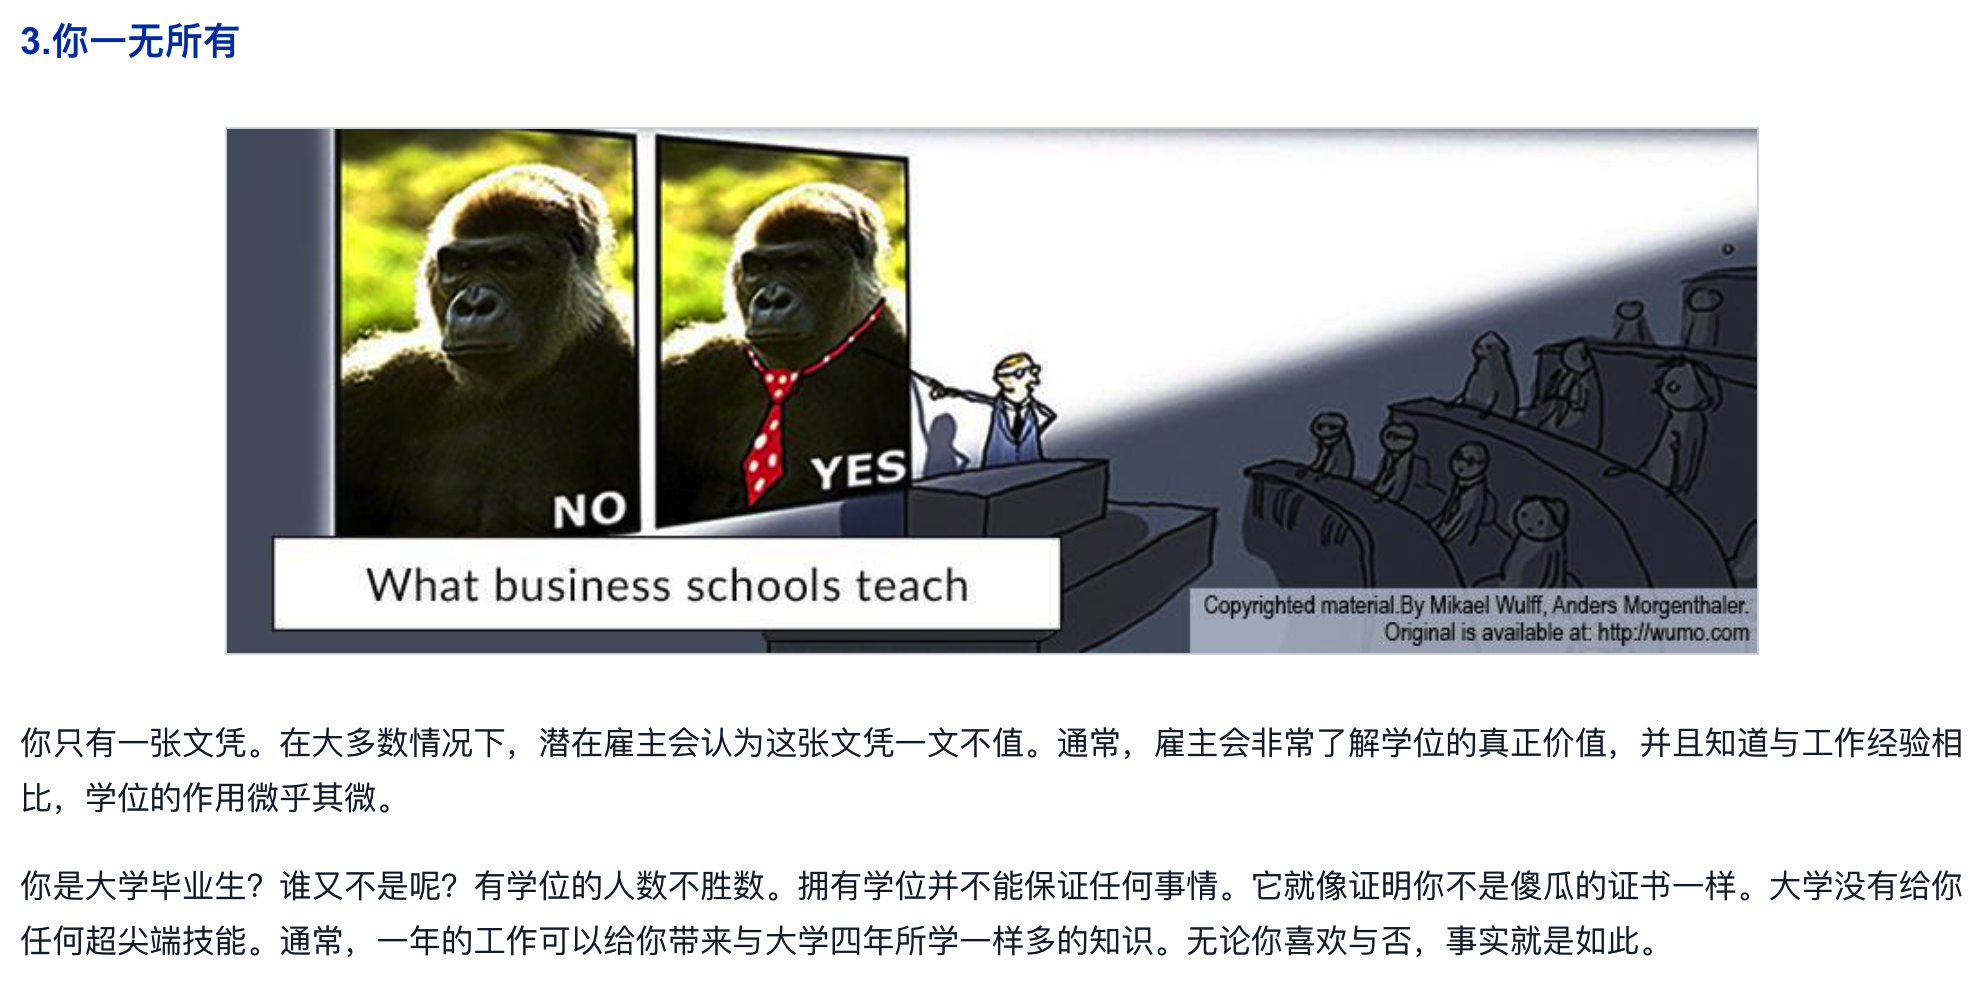 3.你一无所有
NO
YES
What business schools teach
Copyrighted material.By Mikael Wulff, Anders Morgenthaler.
Original is available at: http://wumo.com
你只有一张文凭。在大多数情况下，潜在雇主会认为这张文凭一文不值。通常，雇主会非常了解学位的真正价值，并且知道与工作经验相
比，学位的作用微乎其微。
你是大学毕业生？谁又不是呢？有学位的人数不胜数。拥有学位并不能保证任何事情。它就像证明你不是傻瓜的证书一样。大学没有给你
任何超尖端技能。通常，一年的工作可以给你带来与大学四年所学一样多的知识。无论你喜欢与否，事实就是如此。